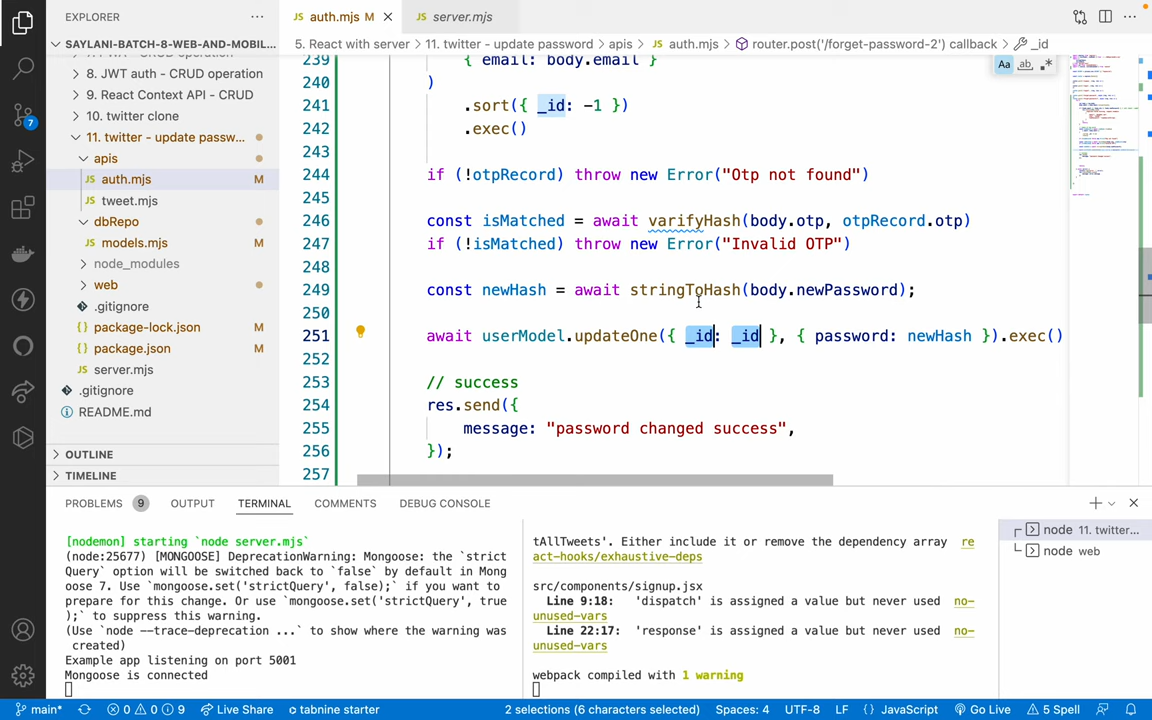 EXPLORER
auth.mjs M
server.mjs
SAYLANI-BATCH-8-WEB-AND-MOBIL...
8. JWT auth - CRUD operation
9. React Context API - CRUD
10. twitter clone
11. twitter - update passw...
apis
auth.mjs M
tweet.mjs
dbRepo
models.mjs M
node_modules
web
.gitignore
package-lock.json M
package.json M
server.mjs
.gitignore
README.md
OUTLINE
TIMELINE
5. React with server > 11. twitter - update password > apis > JS auth.mjs > router.post('/forget-password-2') callback > _id
Aa ab
239 { email: body.email }
240 )
241 .sort({ _id: -1 })
242 .exec()
243
244 if (!otpRecord) throw new Error("Otp not found")
245
246 const isMatched = await varifyHash(body.otp, otpRecord.otp)
247 if (!isMatched) throw new Error("Invalid OTP")
248
249 const newHash = await stringToHash(body.newPassword);
250
251 await userModel.updateOne({ _id: _id }, { password: newHash }).exec()
252
253 // success
254 res.send({
255 message: "password changed success",
256 });
257
PROBLEMS 9 OUTPUT TERMINAL COMMENTS DEBUG CONSOLE
[nodemon] starting `node server.mjs`
(node:25677) [MONGOOSE] DeprecationWarning: Mongoose: the `strict
Query` option will be switched back to `false` by default in Mong
oose 7. Use `mongoose.set('strictQuery', false);` if you want to
prepare for this change. Or use `mongoose.set('strictQuery', true
);` to suppress this warning.
(Use `node --trace-deprecation ...` to show where the warning was
created)
Example app listening on port 5001
Mongoose is connected
tAllTweets'. Either include it or remove the dependency array re
act-hooks/exhaustive-deps
src/components/signup.jsx
Line 9:18: 'dispatch' is assigned a value but never used no-
unused-vars
Line 22:17: 'response' is assigned a value but never used no-
unused-vars
webpack compiled with 1 warning
node 11. twitter...
node web
main* 0 0 9 Live Share tabnine starter 2 selections (6 characters selected) Spaces: 4 UTF-8 LF JavaScript Go Live 5 Spell